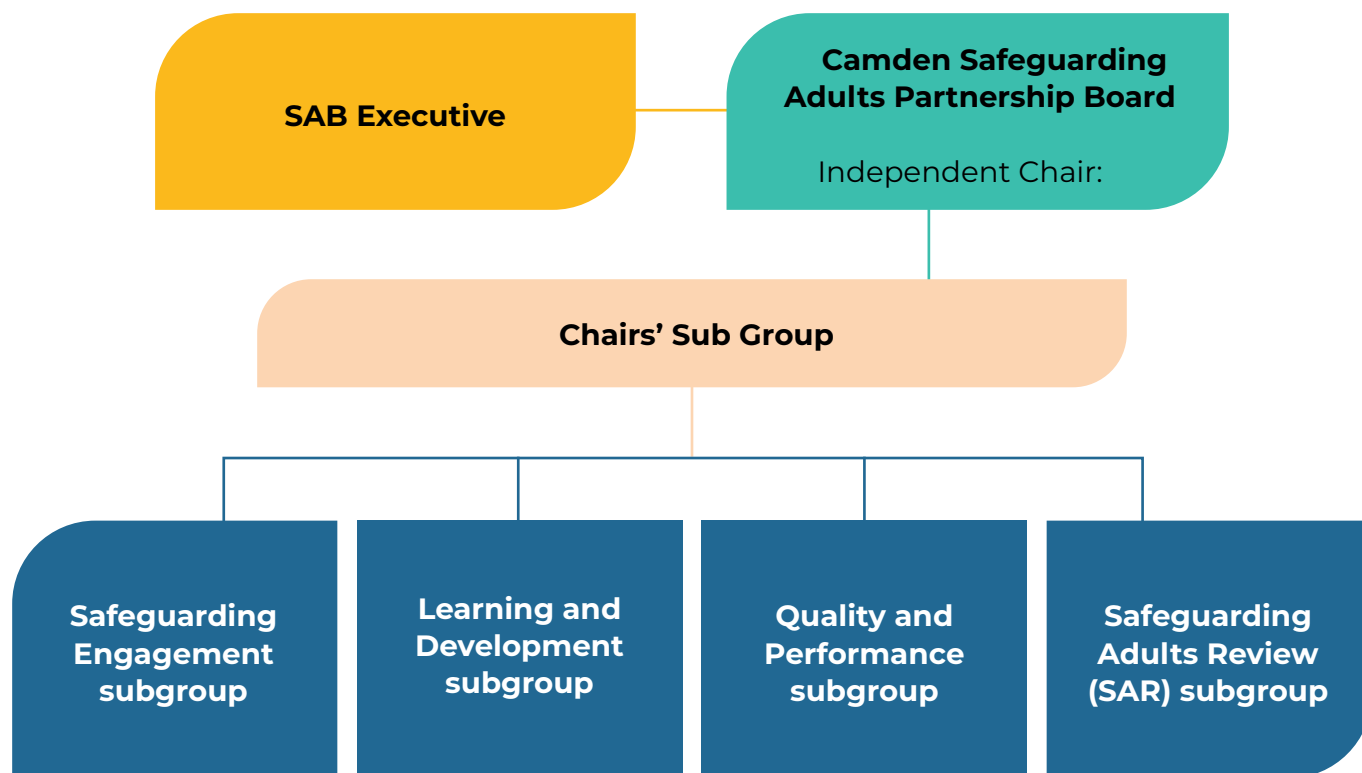 SAB Executive
Camden Safeguarding
Adults Partnership Board
Independent Chair:
Chairs’ Sub Group
Safeguarding
Engagement
subgroup
Learning and
Development
subgroup
Quality and
Performance
subgroup
Safeguarding
Adults Review
(SAR) subgroup